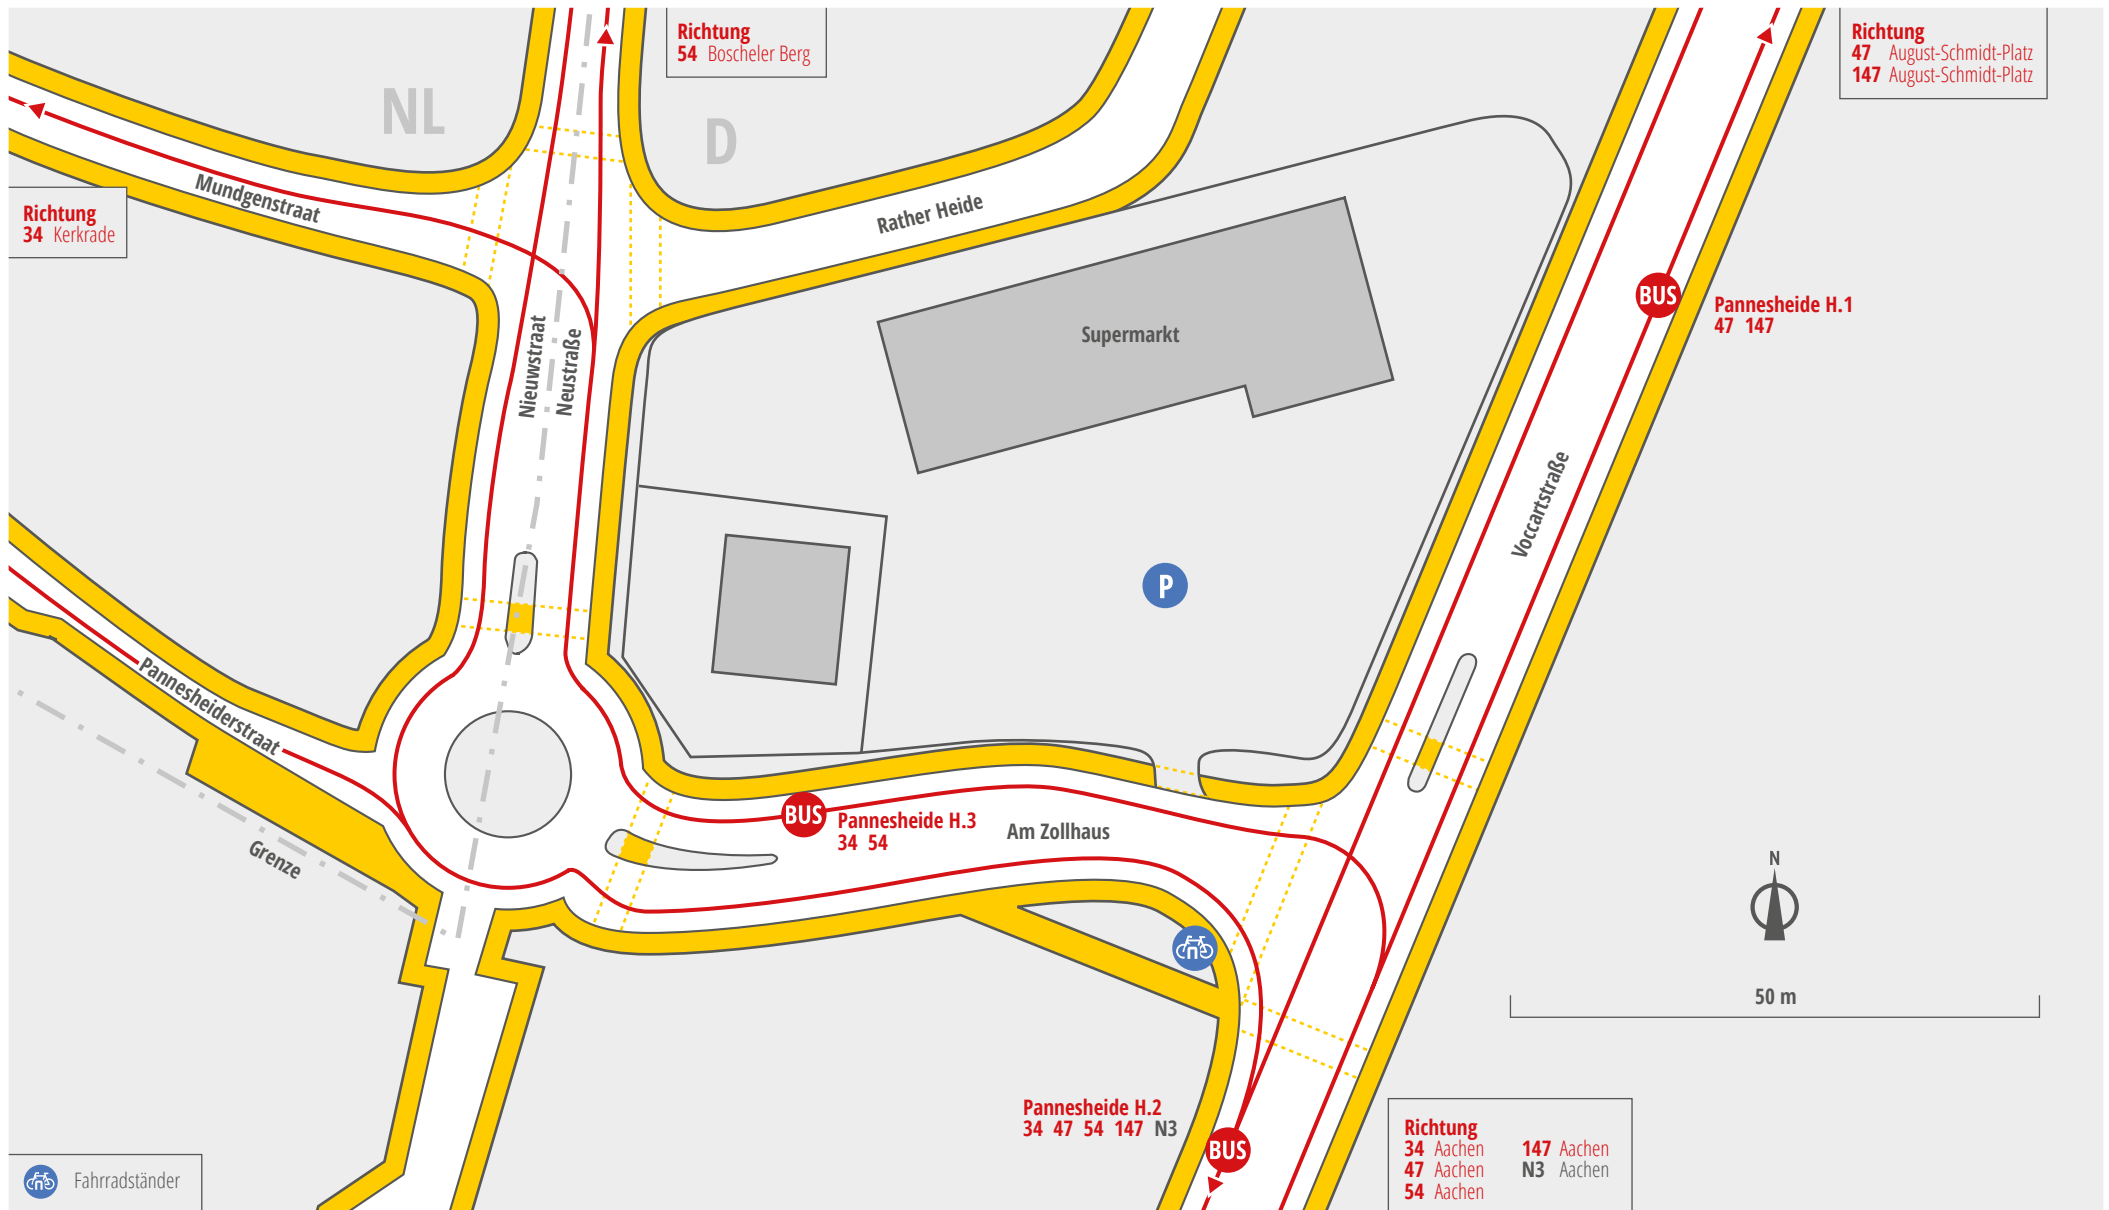 Richtung
54 Boscheler Berg
Richtung
47 August-Schmidt-Platz
147 August-Schmidt-Platz
NL
D
Mundgenstraat
Rather Heide
Richtung
34 Kerkrade
BUS
Pannesheide H.1
47 147
Supermarkt
Nieuwstraat
Neustraße
Voccartstraße
P
Pannesheiderstraat
BUS
Pannesheide H.3
34 54
Am Zollhaus
Grenze
N
50 m
Pannesheide H.2
34 47 54 147 N3
BUS
Richtung
34 Aachen 147 Aachen
47 Aachen N3 Aachen
54 Aachen
Fahrradständer